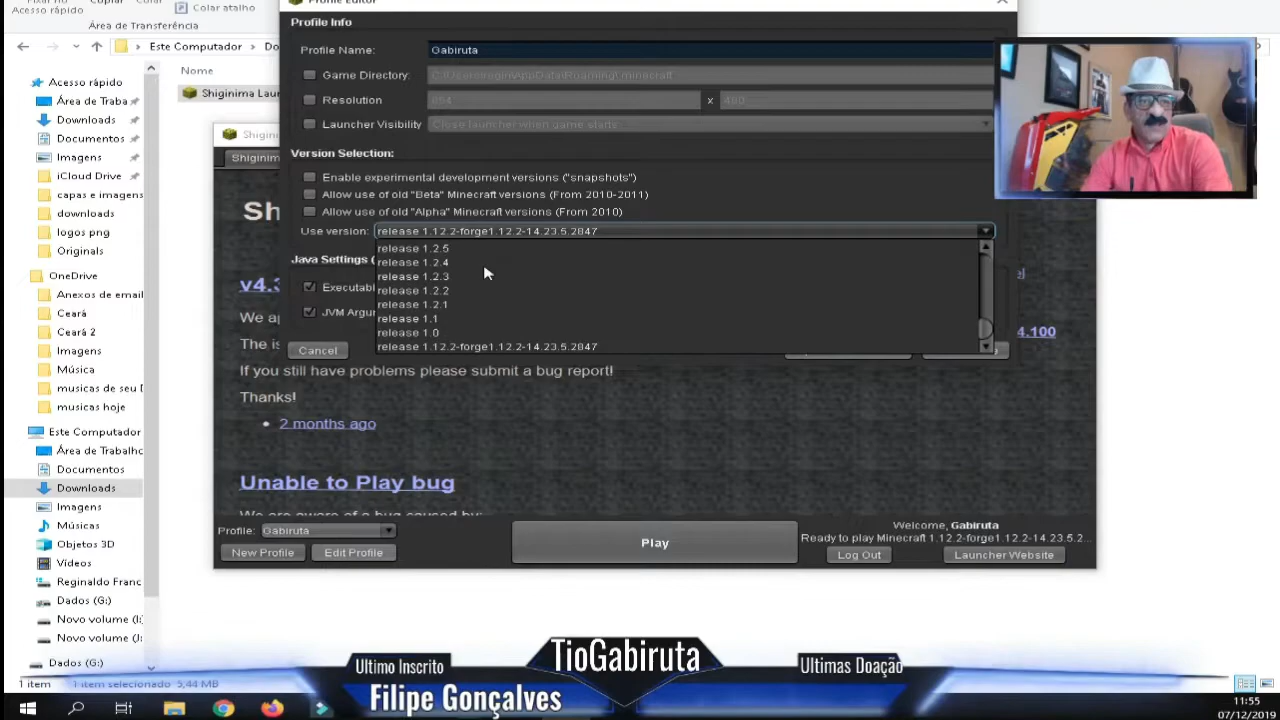 Copiar
Colar
Acesso rápido
Colar atalho
Área de Transferência
Profile Editor
Profile Info
Este Computador
Profile Name:
Gabiruta
Nome
Game Directory:
Resolution
x
480
Launcher Visibility
Close launcher when game starts
Version Selection:
Enable experimental development versions ("snapshots")
Allow use of old "Beta" Minecraft versions (From 2010-2011)
Allow use of old "Alpha" Minecraft versions (From 2010)
Use version:
release 1.12.2-forge1.12.2-14.23.5.2847
release 1.2.5
release 1.2.4
release 1.2.3
release 1.2.2
release 1.2.1
release 1.1
release 1.0
release 1.12.2-forge1.12.2-14.23.5.2847
Java Settings (
Executabl
JVM Argur
Cancel
Acesso rápido
Área de Traba
Downloads
Documentos
Imagens
iCloud Drive
capas e imagens
downloads
logos png
Originals
OneDrive
Anexos de email
Ceará
Ceará 2
Imagens
Música
musicas de seu
musicas hoje
Este Computador
Área de Trabalho
Documentos
Downloads
Imagens
Músicas
Objetos 3D
Vídeos
Reginaldo Franc
Dados (G:)
Novo volume (I:
Novo volume (J:
Dados (G:)
Shiginima Lau
Shiginim
Shiginim
Sh
v4.3
4.100
We ap
The is
If you still have problems please submit a bug report!
Thanks!
2 months ago
Unable to Play bug
Profile:
Gabiruta
New Profile
Edit Profile
Play
Welcome, Gabiruta
Ready to play Minecraft 1.12.2-forge1.12.2-14.23.5.2...
Log Out
Launcher Website
1 item
1 item selecionado 5,44 MB
Ultimo Inscrito
Filipe Gonçalves
TioGabiruta
Ultimas Doação
11:55
07/12/2019